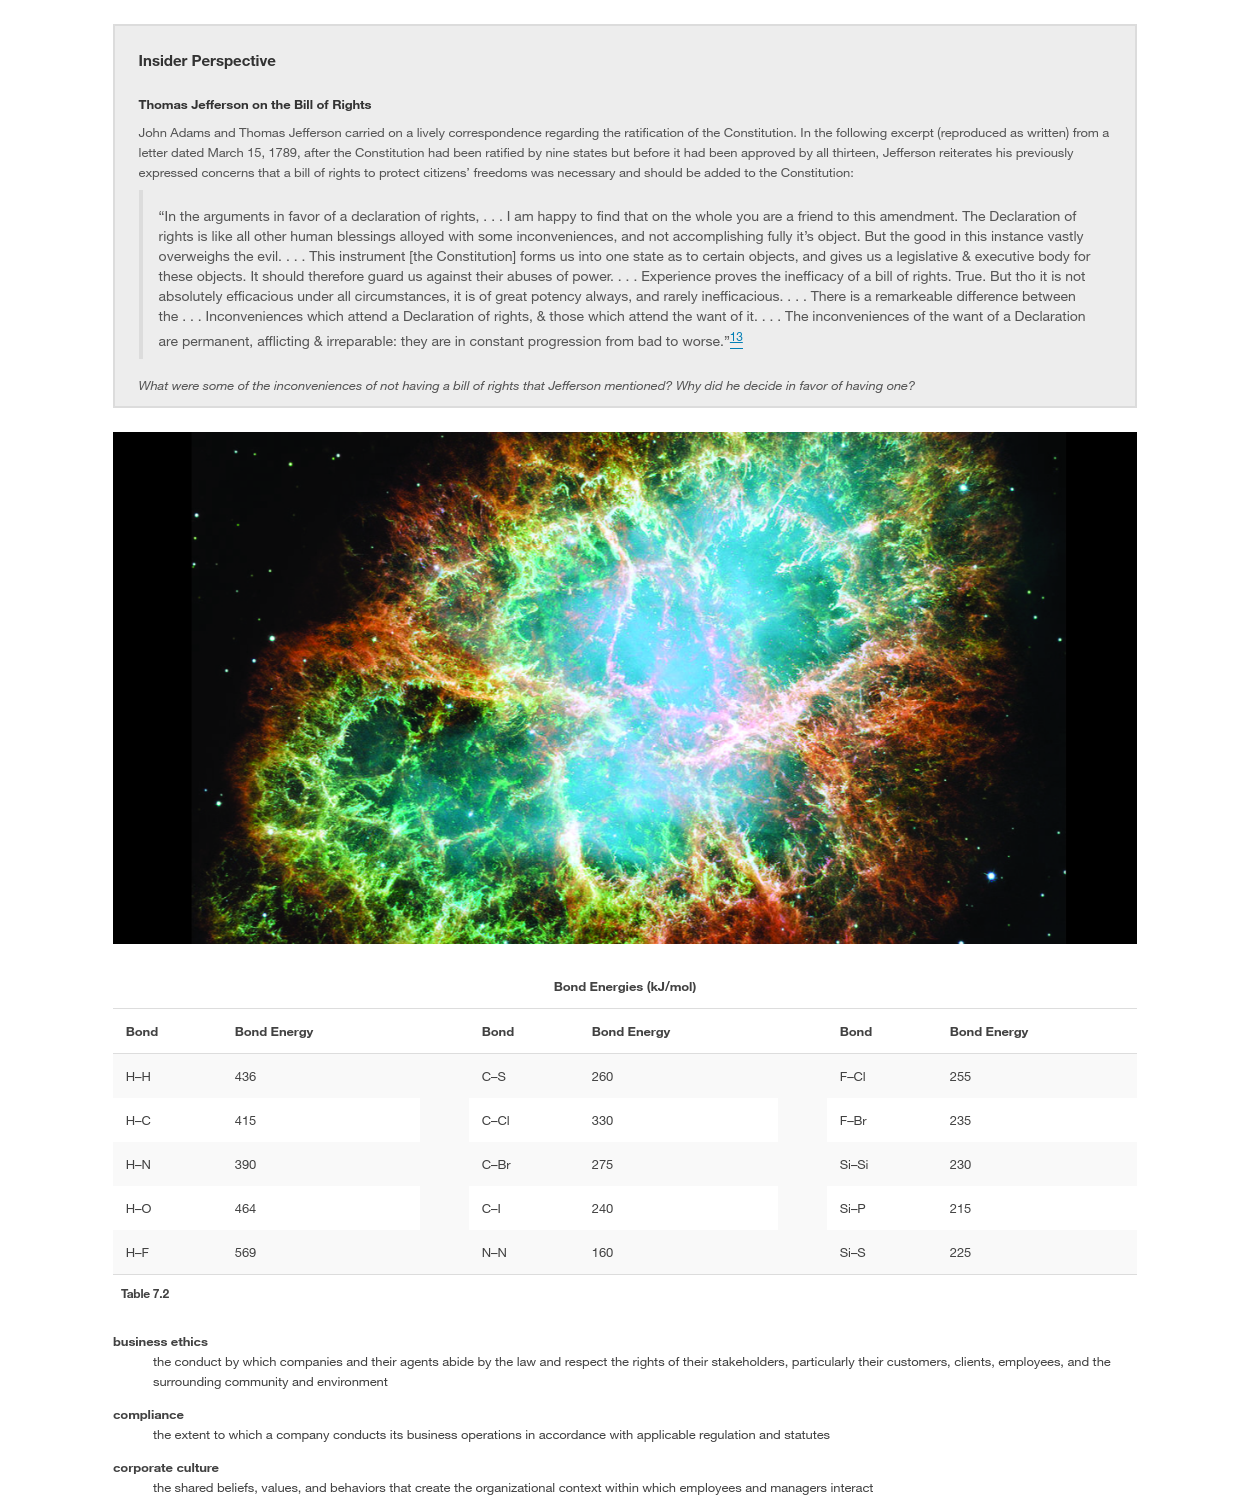 Insider Perspective
Thomas Jefferson on the Bill of Rights
John Adams and Thomas Jefferson carried on a lively correspondence regarding the ratification of the Constitution. In the following excerpt (reproduced as written) from a
letter dated March 15, 1789, after the Constitution had been ratified by nine states but before it had been approved by all thirteen, Jefferson reiterates his previously
expressed concerns that a bill of rights to protect citizens’ freedoms was necessary and should be added to the Constitution:
“In the arguments in favor of a declaration of rights, . . . I am happy to find that on the whole you are a friend to this amendment. The Declaration of
rights is like all other human blessings alloyed with some inconveniences, and not accomplishing fully it’s object. But the good in this instance vastly
overweighs the evil. . . . This instrument [the Constitution] forms us into one state as to certain objects, and gives us a legislative & executive body for
these objects. It should therefore guard us against their abuses of power. . . . Experience proves the inefficacy of a bill of rights. True. But tho it is not
absolutely efficacious under all circumstances, it is of great potency always, and rarely inefficacious. . . . There is a remarkeable difference between
the . . . Inconveniences which attend a Declaration of rights, & those which attend the want of it. . . . The inconveniences of the want of a Declaration
are permanent, afflicting & irreparable: they are in constant progression from bad to worse.”13
What were some of the inconveniences of not having a bill of rights that Jefferson mentioned? Why did he decide in favor of having one?
Bond Energies (kJ/mol)
Bond Bond Energy Bond Bond Energy Bond Bond Energy
H–H 436 C–S 260 F–Cl 255
H–C 415 C–Cl 330 F–Br 235
H–N 390 C–Br 275 Si–Si 230
H–O 464 C–I 240 Si–P 215
H–F 569 N–N 160 Si–S 225
Table 7.2
business ethics
the conduct by which companies and their agents abide by the law and respect the rights of their stakeholders, particularly their customers, clients, employees, and the
surrounding community and environment
compliance
the extent to which a company conducts its business operations in accordance with applicable regulation and statutes
corporate culture
the shared beliefs, values, and behaviors that create the organizational context within which employees and managers interact